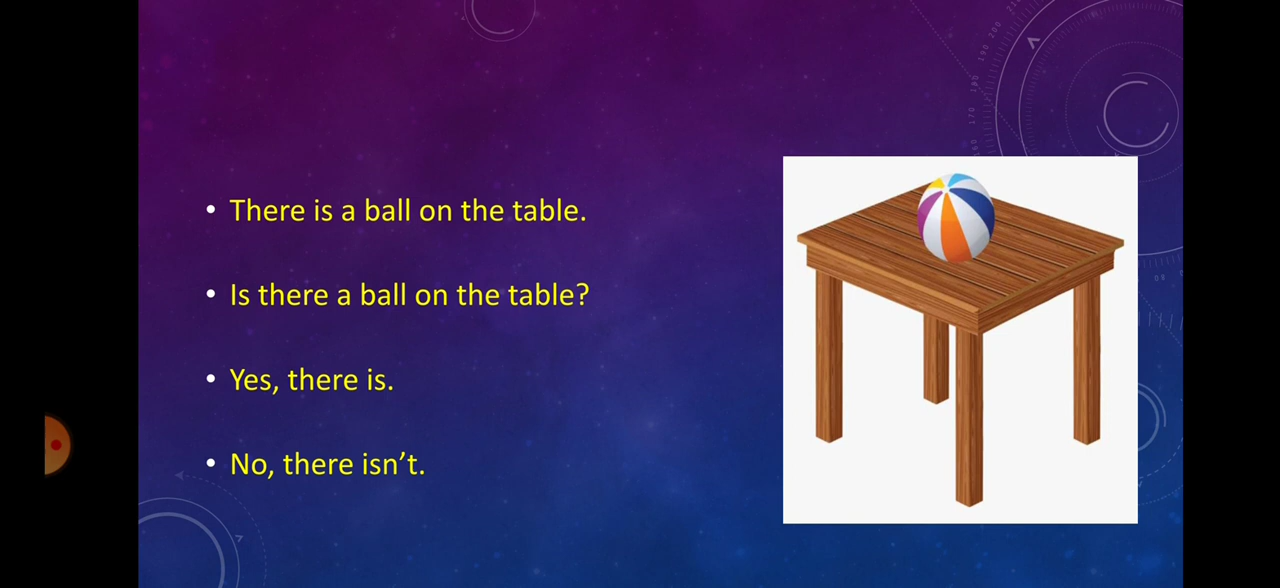 • There is a ball on the table.
• Is there a ball on the table?
• Yes, there is.
• No, there isn’t.